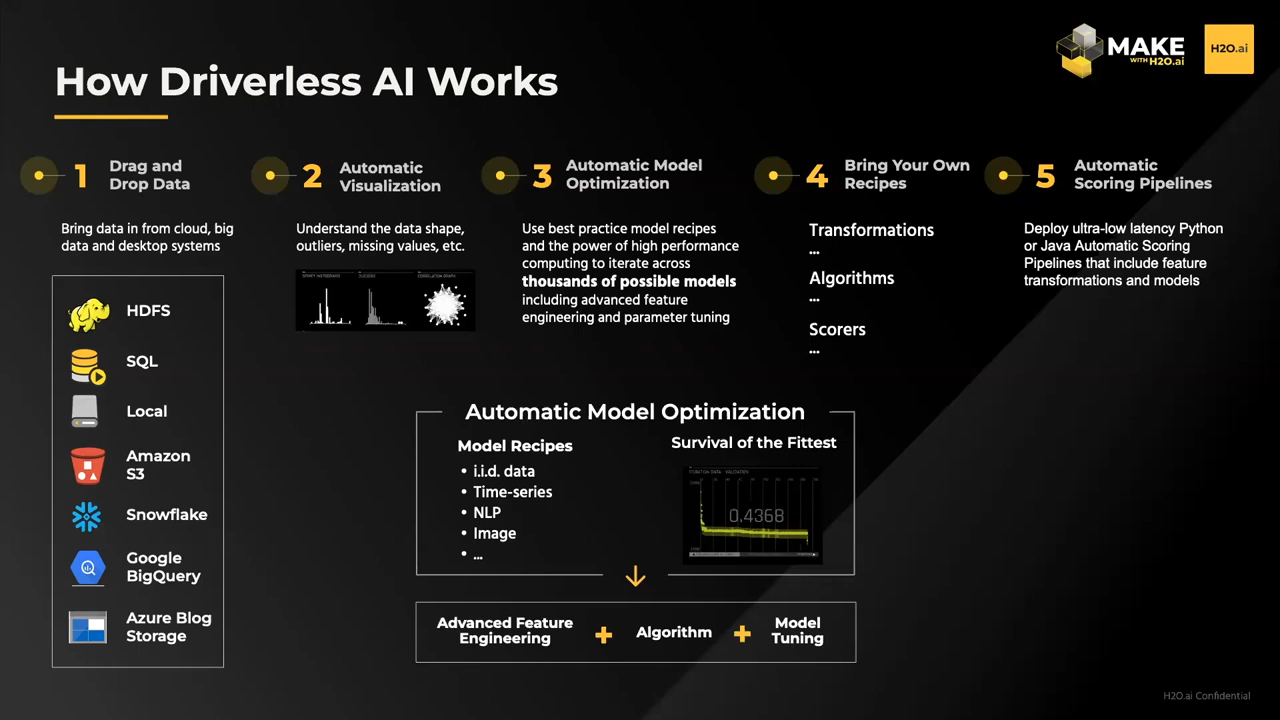 MAKE
WITH H2O.ai
H2O.ai
How Driverless AI Works
1
Drag and
Drop Data
Bring data in from cloud, big
data and desktop systems
HDFS
SQL
Local
Amazon
S3
Snowflake
Google
BigQuery
Azure Blog
Storage
2
Automatic
Visualization
Understand the data shape,
outliers, missing values, etc.
CORRELATION GRAPH
3
Automatic Model
Optimization
Use best practice model recipes
and the power of high performance
computing to iterate across
thousands of possible models
including advanced feature
engineering and parameter tuning
4
Bring Your Own
Recipes
Transformations
...
Algorithms
...
Scorers
...
5
Automatic
Scoring Pipelines
Deploy ultra-low latency Python
or Java Automatic Scoring
Pipelines that include feature
transformations and models
Automatic Model Optimization
Model Recipes
• i.i.d. data
• Time-series
• NLP
• Image
• ...
Survival of the Fittest
ITERATION DATA - VALIDATION
0.4368
Advanced Feature
Engineering
+
Algorithm
+
Model
Tuning
H2O.ai Confidential